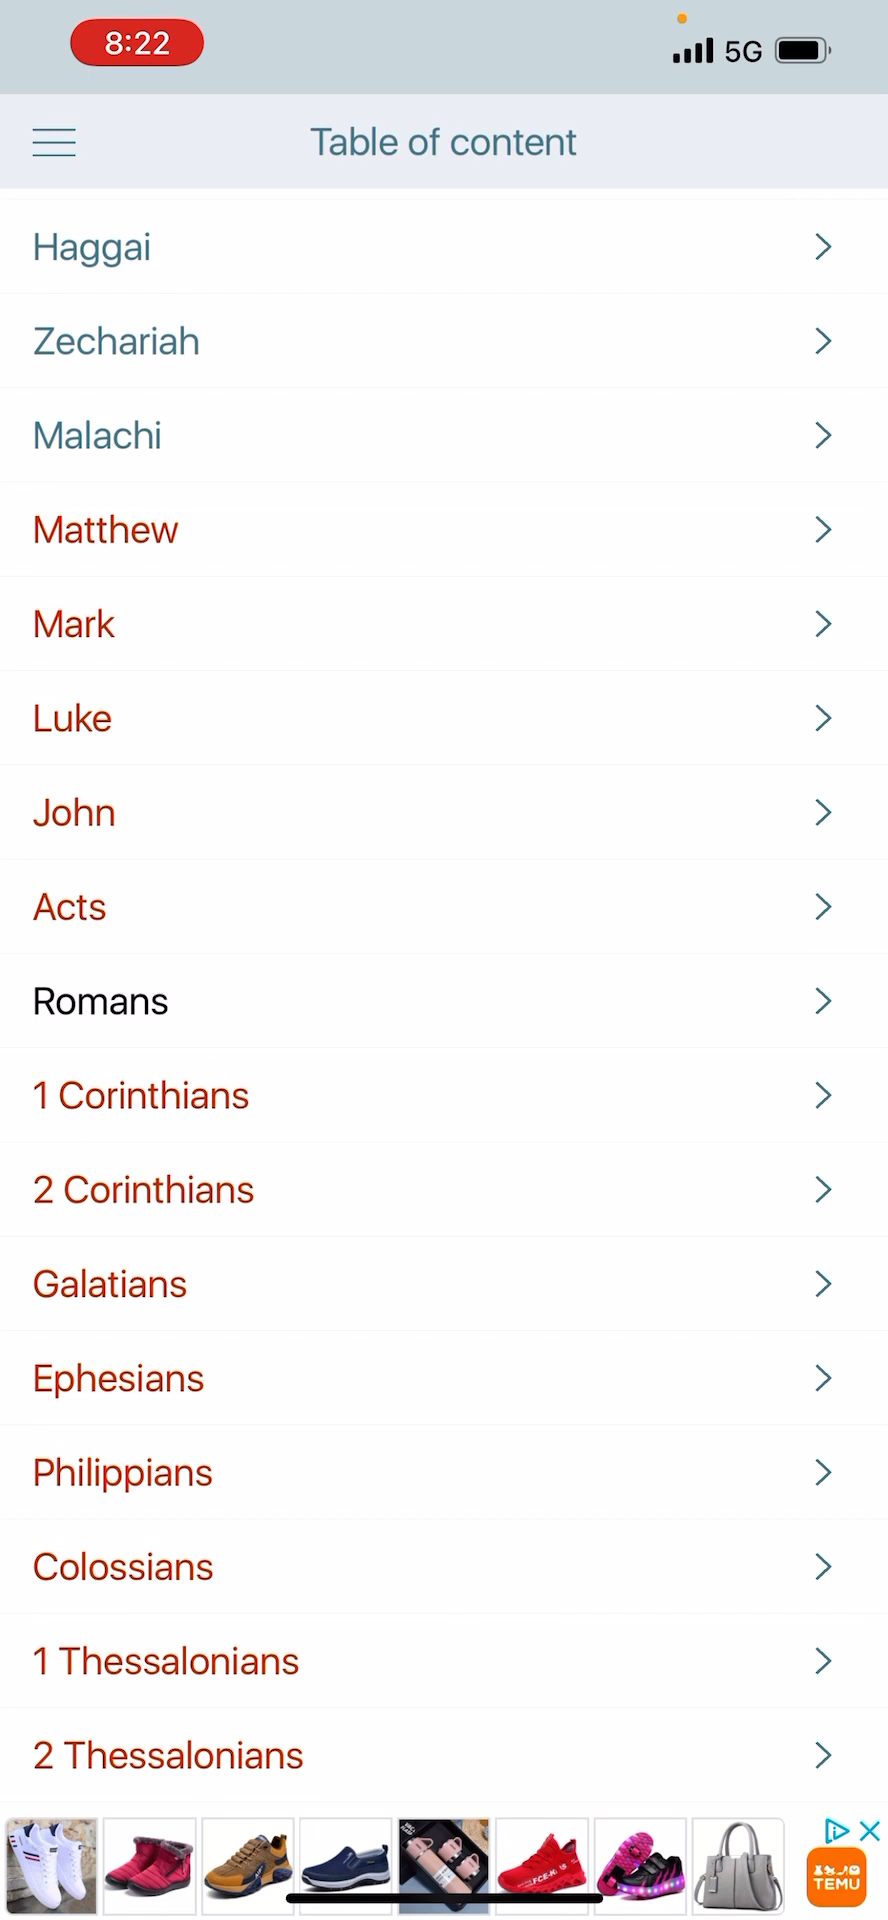 8:22
5G
Table of content
Haggai
Zechariah
Malachi
Matthew
Mark
Luke
John
Acts
Romans
1 Corinthians
2 Corinthians
Galatians
Ephesians
Philippians
Colossians
1 Thessalonians
2 Thessalonians
TEMU